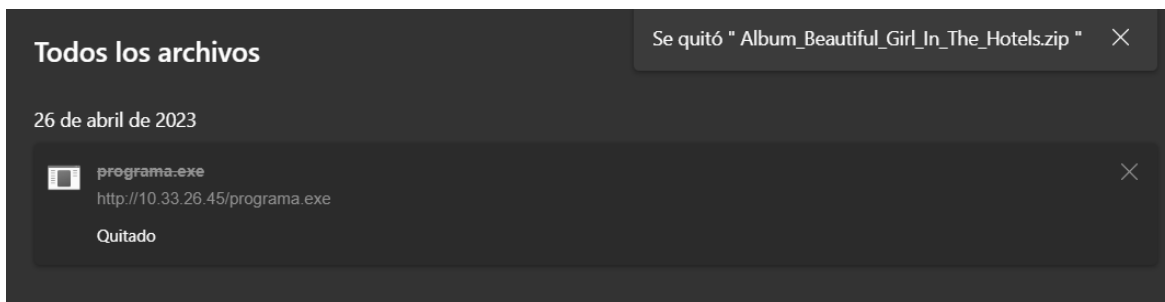 Todos los archivos
Se quitó " Album_Beautiful_Girl_In_The_Hotels.zip "
26 de abril de 2023
programa.exe
http://10.33.26.45/programa.exe
Quitado